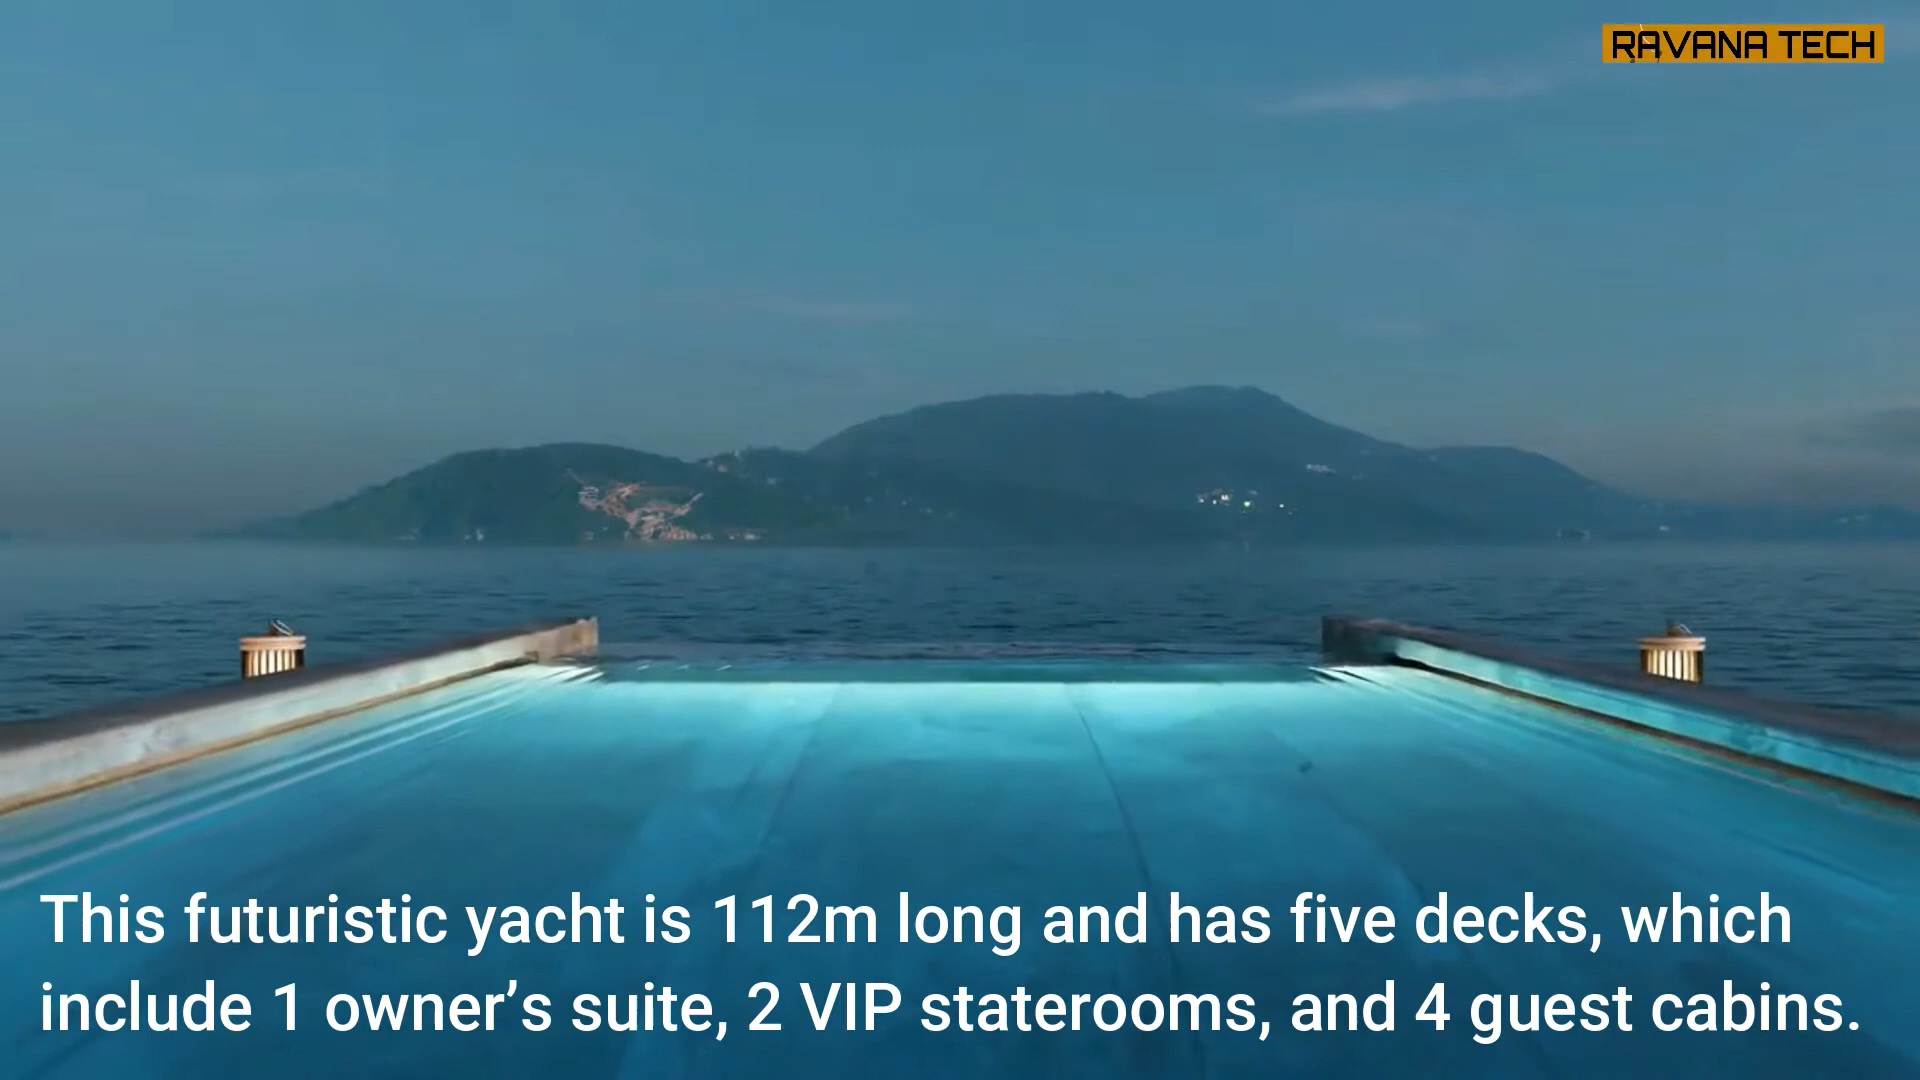 RAVANA TECH
This futuristic yacht is 112m long and has five decks, which
include 1 owner’s suite, 2 VIP staterooms, and 4 guest cabins.